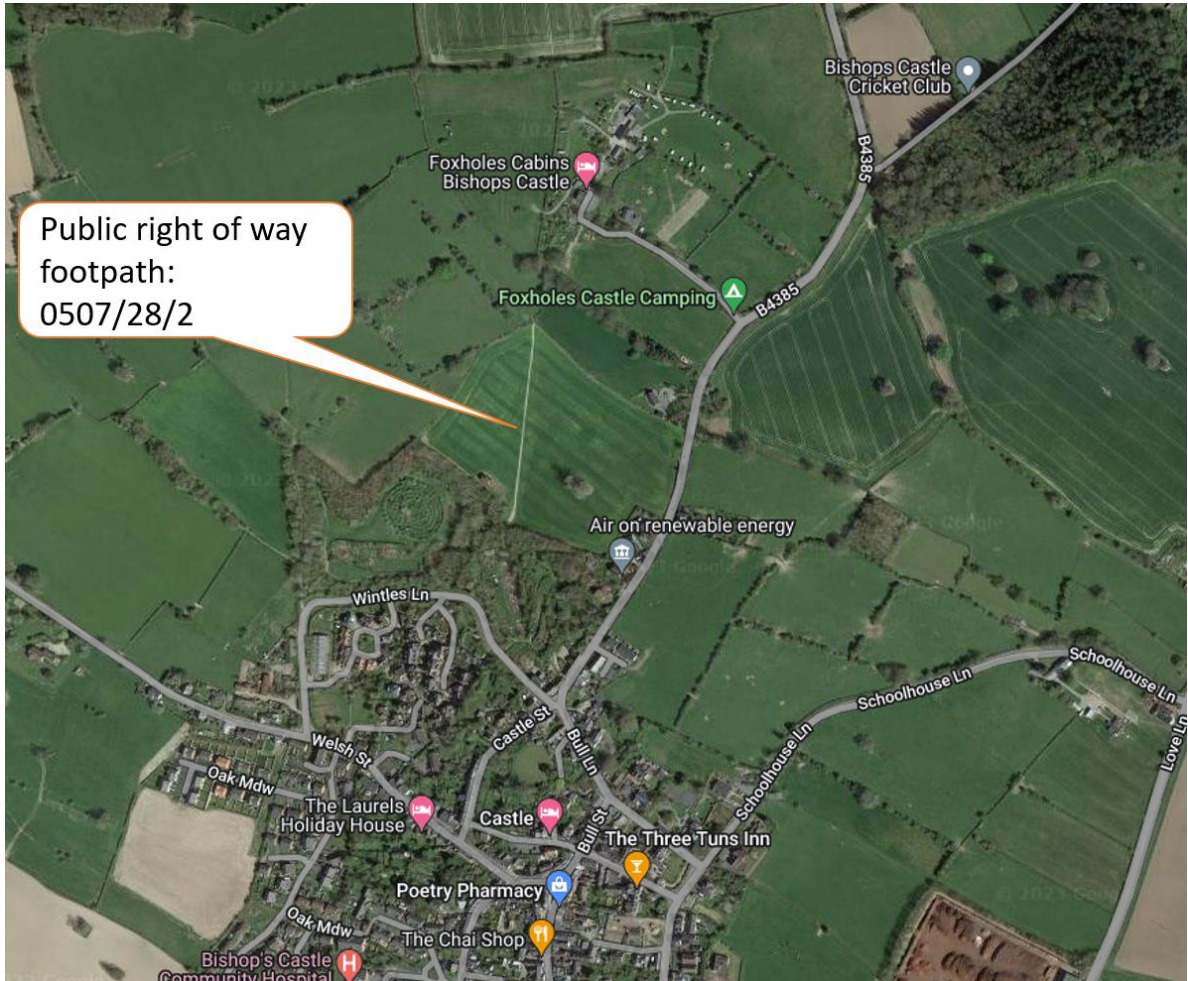 Bishops Castle
Cricket Club
B4385
Foxholes Cabins
Bishops Castle
Public right of way
footpath:
0507/28/2
Foxholes Castle Camping
B4385
Air on renewable energy
Wintles Ln
Schoolhouse Ln
Schoolhouse Ln
Love Ln
Castle St
Bull Ln
Welsh St
Oak Mdw
Schoolhouse Ln
The Laurels
Holiday House
Castle
Bull St
The Three Tuns Inn
Poetry Pharmacy
Oak Mdw
The Chai Shop
Bishop's Castle
Community Hospital
H